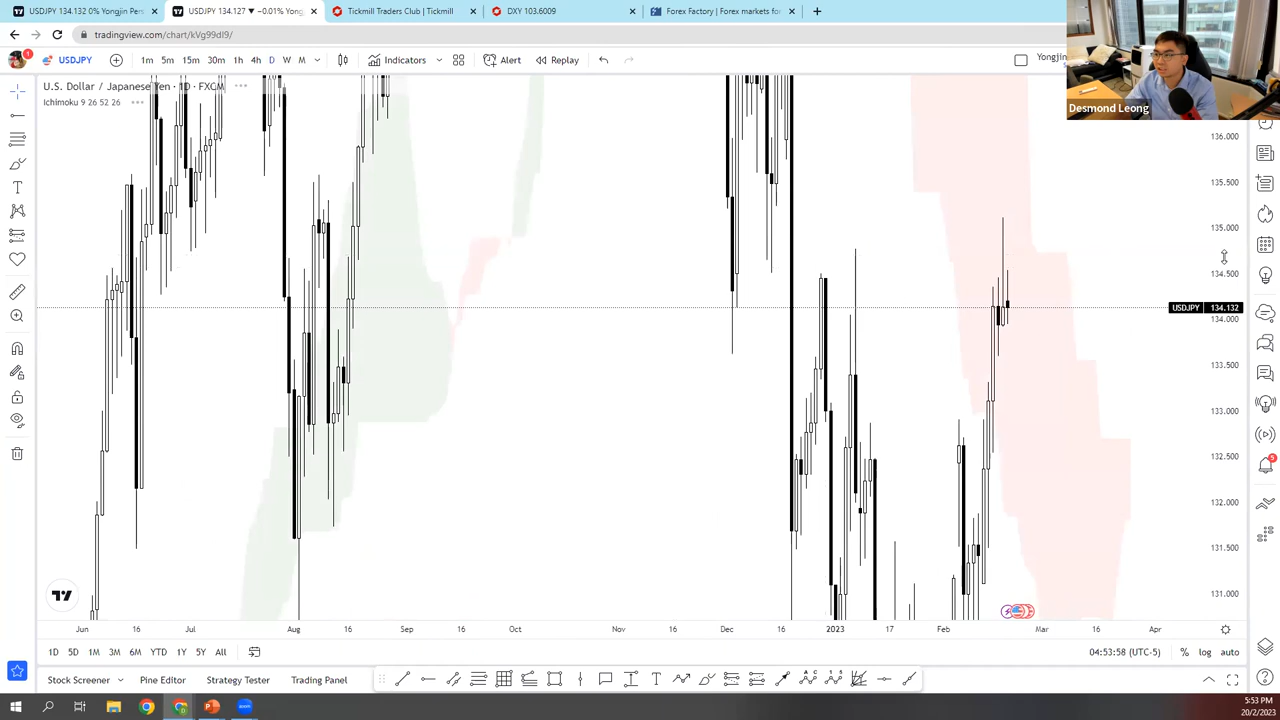 USDJPY 134.132 0% Yongjin Pers
USDJPY 134.127 ▼ −0.01% Yong
Tickmill Traders Club | Tickmill
DXY 103.6009
Forex Factory | Forex markets fo
tradingview.com/chart/kVg99dI9/
1
USDJPY
1m 5m 15m 30m 1h 4h D W M
Indicators
Alert
Replay
Yongjin
Desmond Leong
U.S. Dollar / Japanese Yen · 1D · FXCM
Ichimoku 9 26 52 26
136.000
135.500
135.000
134.500
USDJPY 134.132
134.000
133.500
133.000
132.500
132.000
131.500
131.000
5
Jun 16 Jul Aug 16 Sep 16 Oct Nov 16 Dec 16 2023 17 Feb Mar 16 Apr
1D 5D 1M 3M 6M YTD 1Y 5Y All
04:53:58 (UTC-5) % log auto
Stock Screener
Pine Editor
Strategy Tester
Trading Panel
5:53 PM
20/2/2023